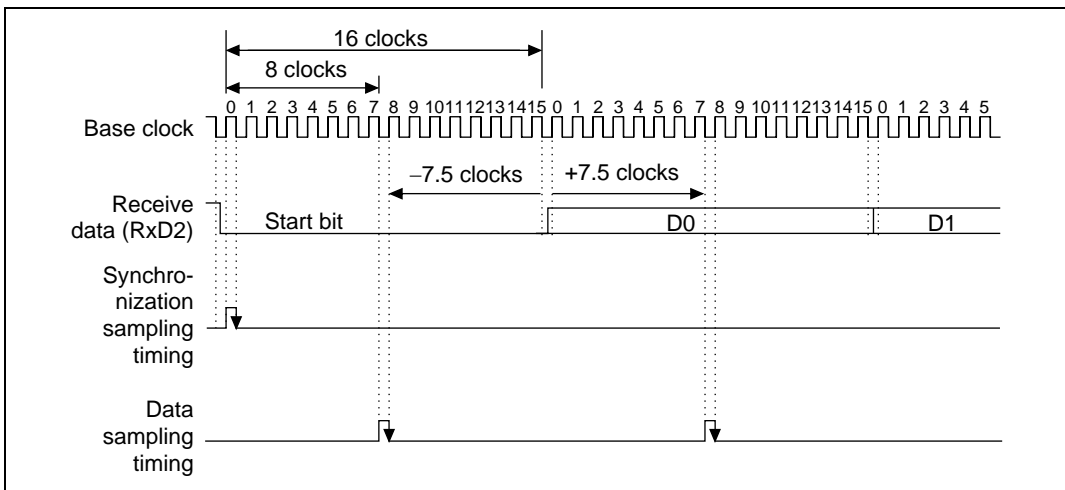 16 clocks
8 clocks
0 1 2 3 4 5 6 7 8 9 10 11 12 13 14 15 0 1 2 3 4 5 6 7 8 9 10 11 12 13 14 15 0 1 2 3 4 5
Base clock
−7.5 clocks +7.5 clocks
Receive
data (RxD2)
Start bit D0 D1
Synchro-
nization
sampling
timing
Data
sampling
timing